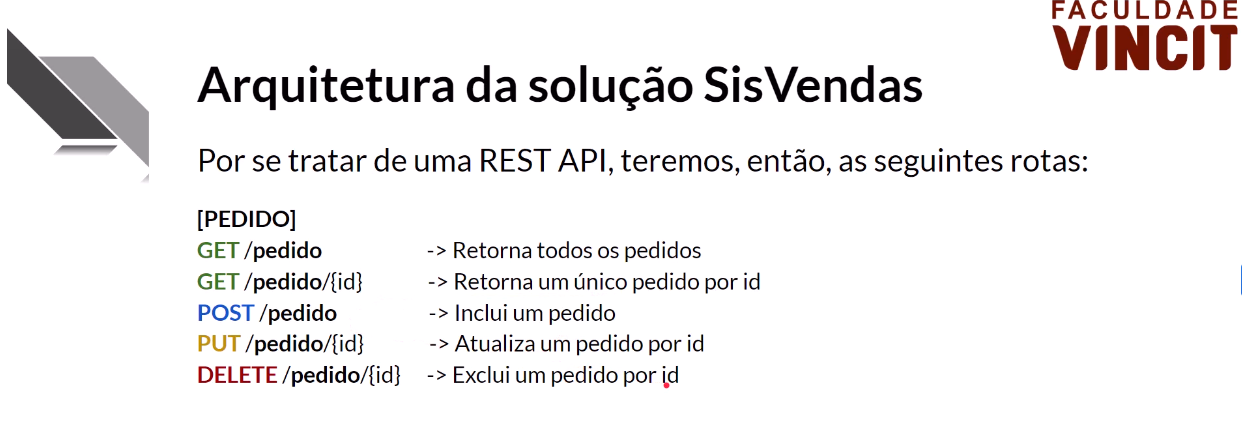 FACULDADE
VINCIT
Arquitetura da solução SisVendas
Por se tratar de uma REST API, teremos, então, as seguintes rotas:
[PEDIDO]
GET /pedido -> Retorna todos os pedidos
GET /pedido/{id} -> Retorna um único pedido por id
POST /pedido -> Inclui um pedido
PUT /pedido/{id} -> Atualiza um pedido por id
DELETE /pedido/{id} -> Exclui um pedido por id